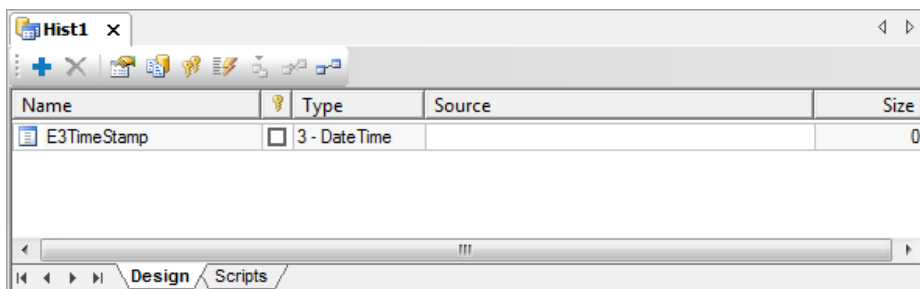 Hist1
Name Type Source Size
E3TimeStamp 3 - DateTime 0
Design Scripts